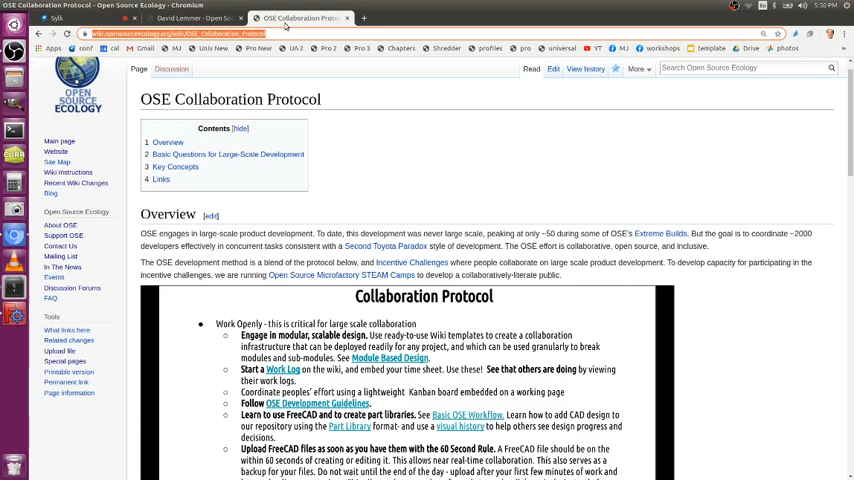 OSE Collaboration Protocol - Chromium
En
5:50 PM
Sylk
David Lemmer - Open Sou
OSE Collaboration Proto
wiki.opensourceecology.org/wiki/OSE_Collaboration_Protocol
Apps
conf
cal
Gmail
MJ
Univ New
Pro New
UA 2
Pro 2
Pro 3
Chapters
Shredder
profiles
pro
universal
YT
MJ
workshops
template
Drive
photos
OPEN SOURCE
ECOLOGY
Page
Discussion
Read
Edit
View history
More
Search Open Source Ecology
OSE Collaboration Protocol
Contents [hide]
1 Overview
2 Basic Questions for Large-Scale Development
3 Key Concepts
4 Links
Main page
Website
Site Map
Wiki Instructions
Recent Wiki Changes
Blog
Open Source Ecology
About OSE
Support OSE
Contact Us
Mailing List
In The News
Events
Discussion Forums
FAQ
Tools
What links here
Related changes
Upload file
Special pages
Printable version
Permanent link
Page information
Overview [edit]
OSE engages in large-scale product development. To date, this development was never large scale, peaking at only ~50 during some of OSE's Extreme Builds. But the goal is to coordinate ~2000
developers effectively in concurrent tasks consistent with a Second Toyota Paradox style of development. The OSE effort is collaborative, open source, and inclusive.
The OSE development method is a blend of the protocol below, and Incentive Challenges where people collaborate on large scale product development. To develop capacity for participating in the
incentive challenges, we are running Open Source Microfactory STEAM Camps to develop a collaboratively-literate public.
Collaboration Protocol
● Work Openly - this is critical for large scale collaboration
○ Engage in modular, scalable design. Use ready-to-use Wiki templates to create a collaboration
infrastructure that can be deployed readily for any project, and which can be used granularly to break
modules and sub-modules. See Module Based Design.
○ Start a Work Log on the wiki, and embed your time sheet. Use these! See that others are doing by viewing
their work logs.
○ Coordinate peoples' effort using a lightweight Kanban board embedded on a working page
○ Follow OSE Development Guidelines.
○ Learn to use FreeCAD and to create part libraries. See Basic OSE Workflow. Learn how to add CAD design to
our repository using the Part Library format- and use a visual history to help others see design progress and
decisions.
○ Upload FreeCAD files as soon as you have them with the 60 Second Rule. A FreeCAD file should be on the
within 60 seconds of creating or editing it. This allows near real-time collaboration. This also serves as a
backup for your files. Do not wait until the end of the day - upload after your first few minutes of work and